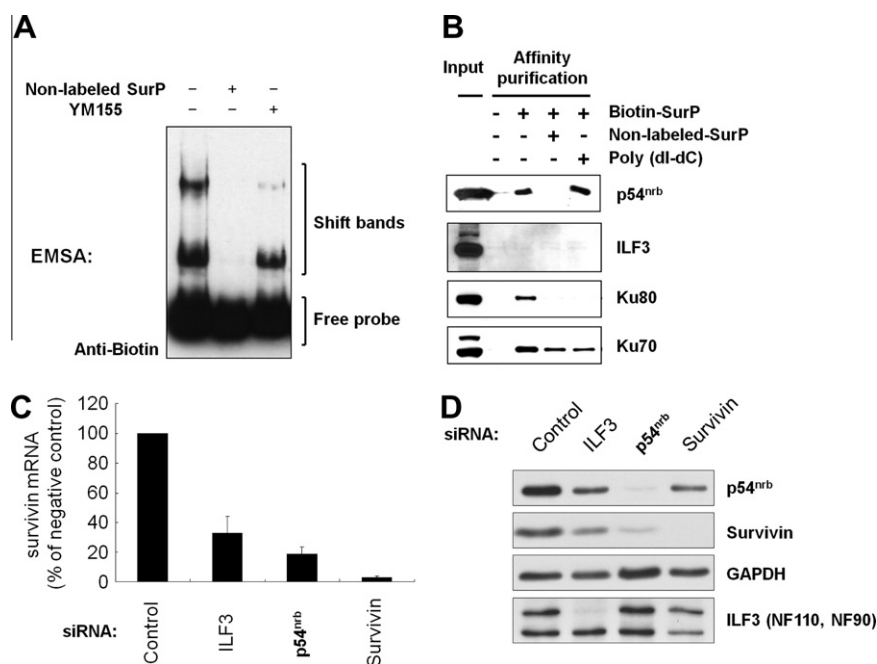 A
Non-labeled SurP – + –
YM155 – – +
EMSA:
Shift bands
Free probe
Anti-Biotin
B
Input
Affinity
purification
- + + + Biotin-SurP
- - + - Non-labeled-SurP
- - - + Poly (dI-dC)
p54nrb
ILF3
Ku80
Ku70
C
survivin mRNA
(% of negative control)
120
100
80
60
40
20
0
siRNA:
Control
ILF3
p54nrb
Survivin
D
siRNA:
Control
ILF3
p54nrb
Survivin
p54nrb
Survivin
GAPDH
ILF3 (NF110, NF90)